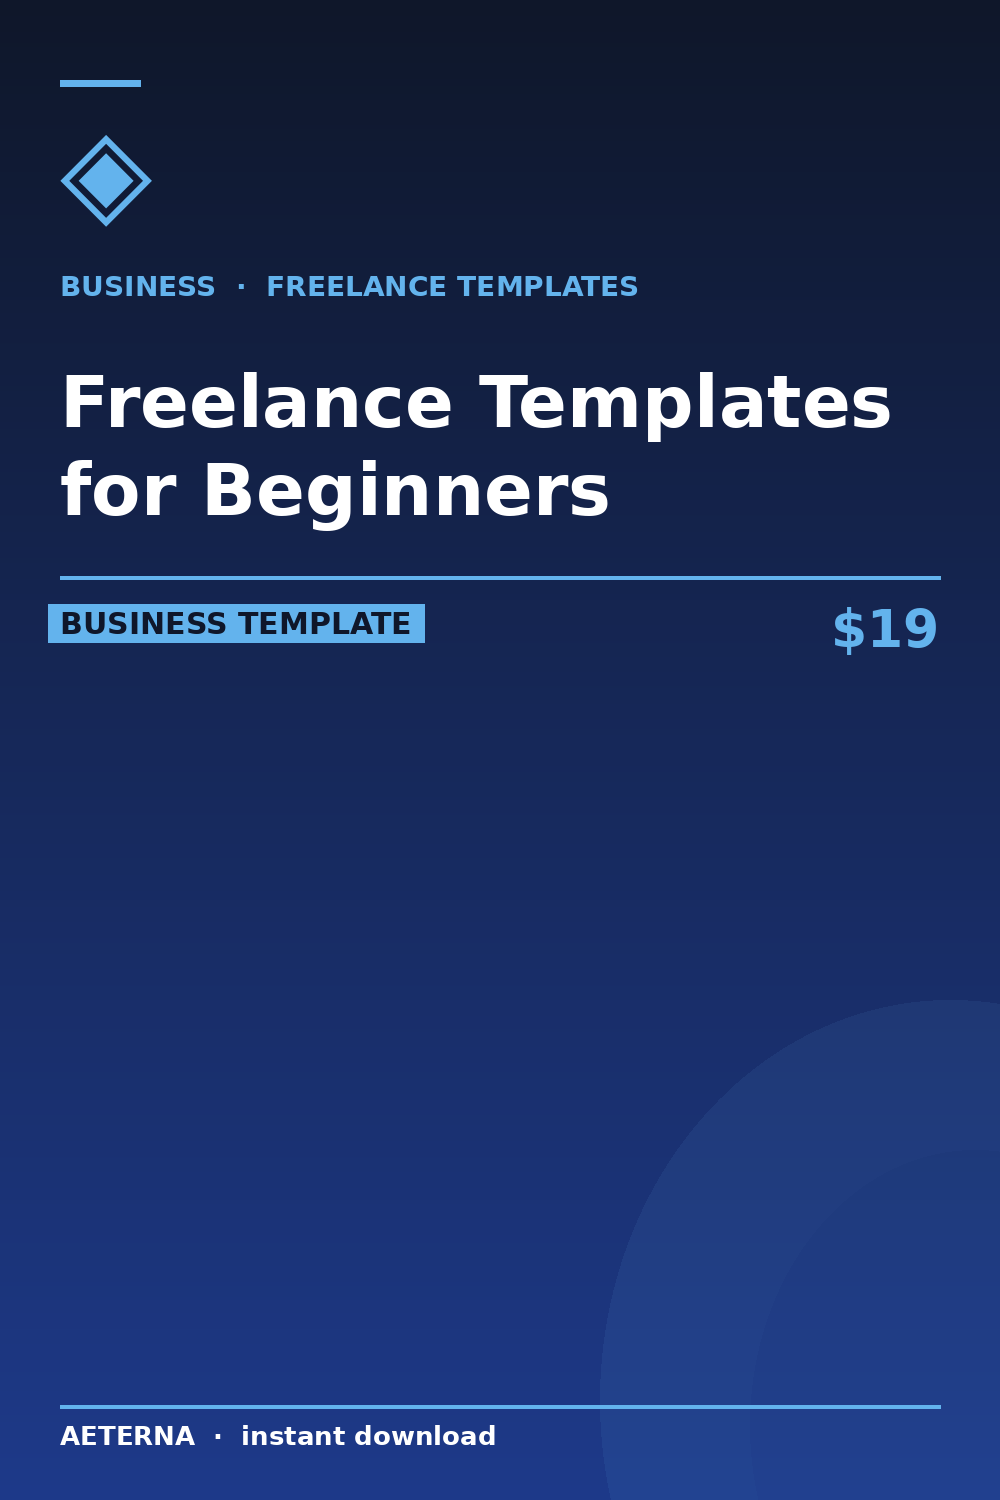 BUSINESS · FREELANCE TEMPLATES
Freelance Templates
for Beginners
BUSINESS TEMPLATE
$19
AETERNA · instant download